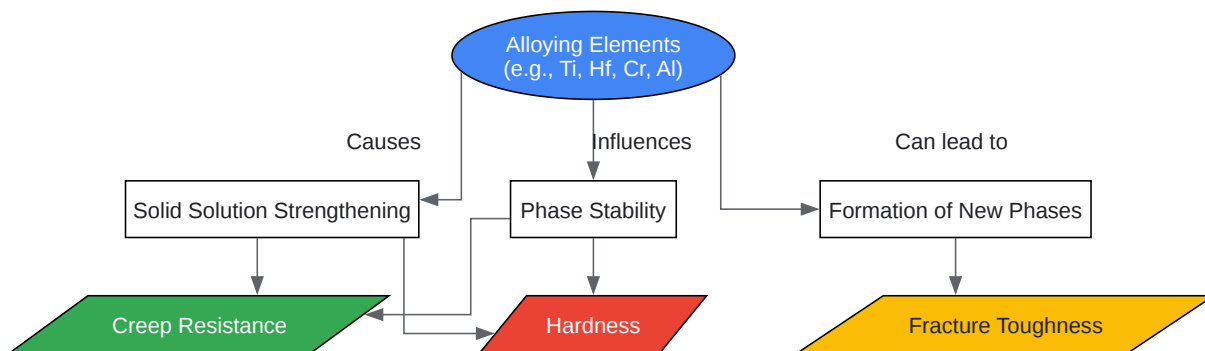 Alloying Elements
(e.g., Ti, Hf, Cr, Al)
Causes
Influences
Can lead to
Solid Solution Strengthening
Phase Stability
Formation of New Phases
Creep Resistance
Hardness
Fracture Toughness